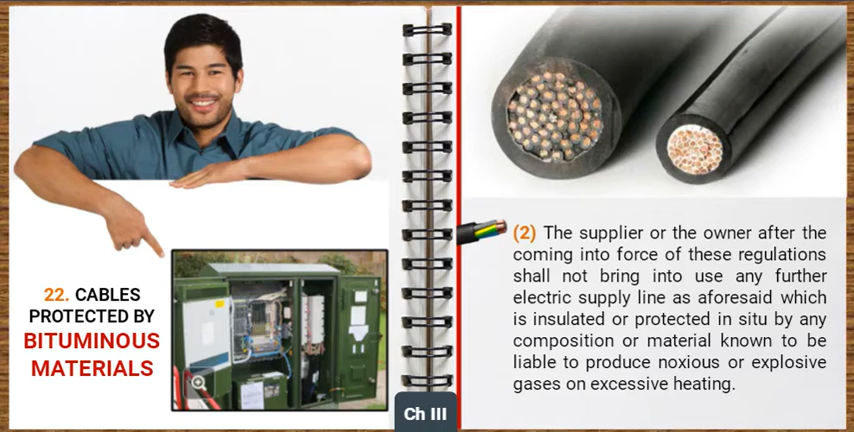 22. CABLES
PROTECTED BY
BITUMINOUS
MATERIALS
Ch III
(2) The supplier or the owner after the
coming into force of these regulations
shall not bring into use any further
electric supply line as aforesaid which
is insulated or protected in situ by any
composition or material known to be
liable to produce noxious or explosive
gases on excessive heating.